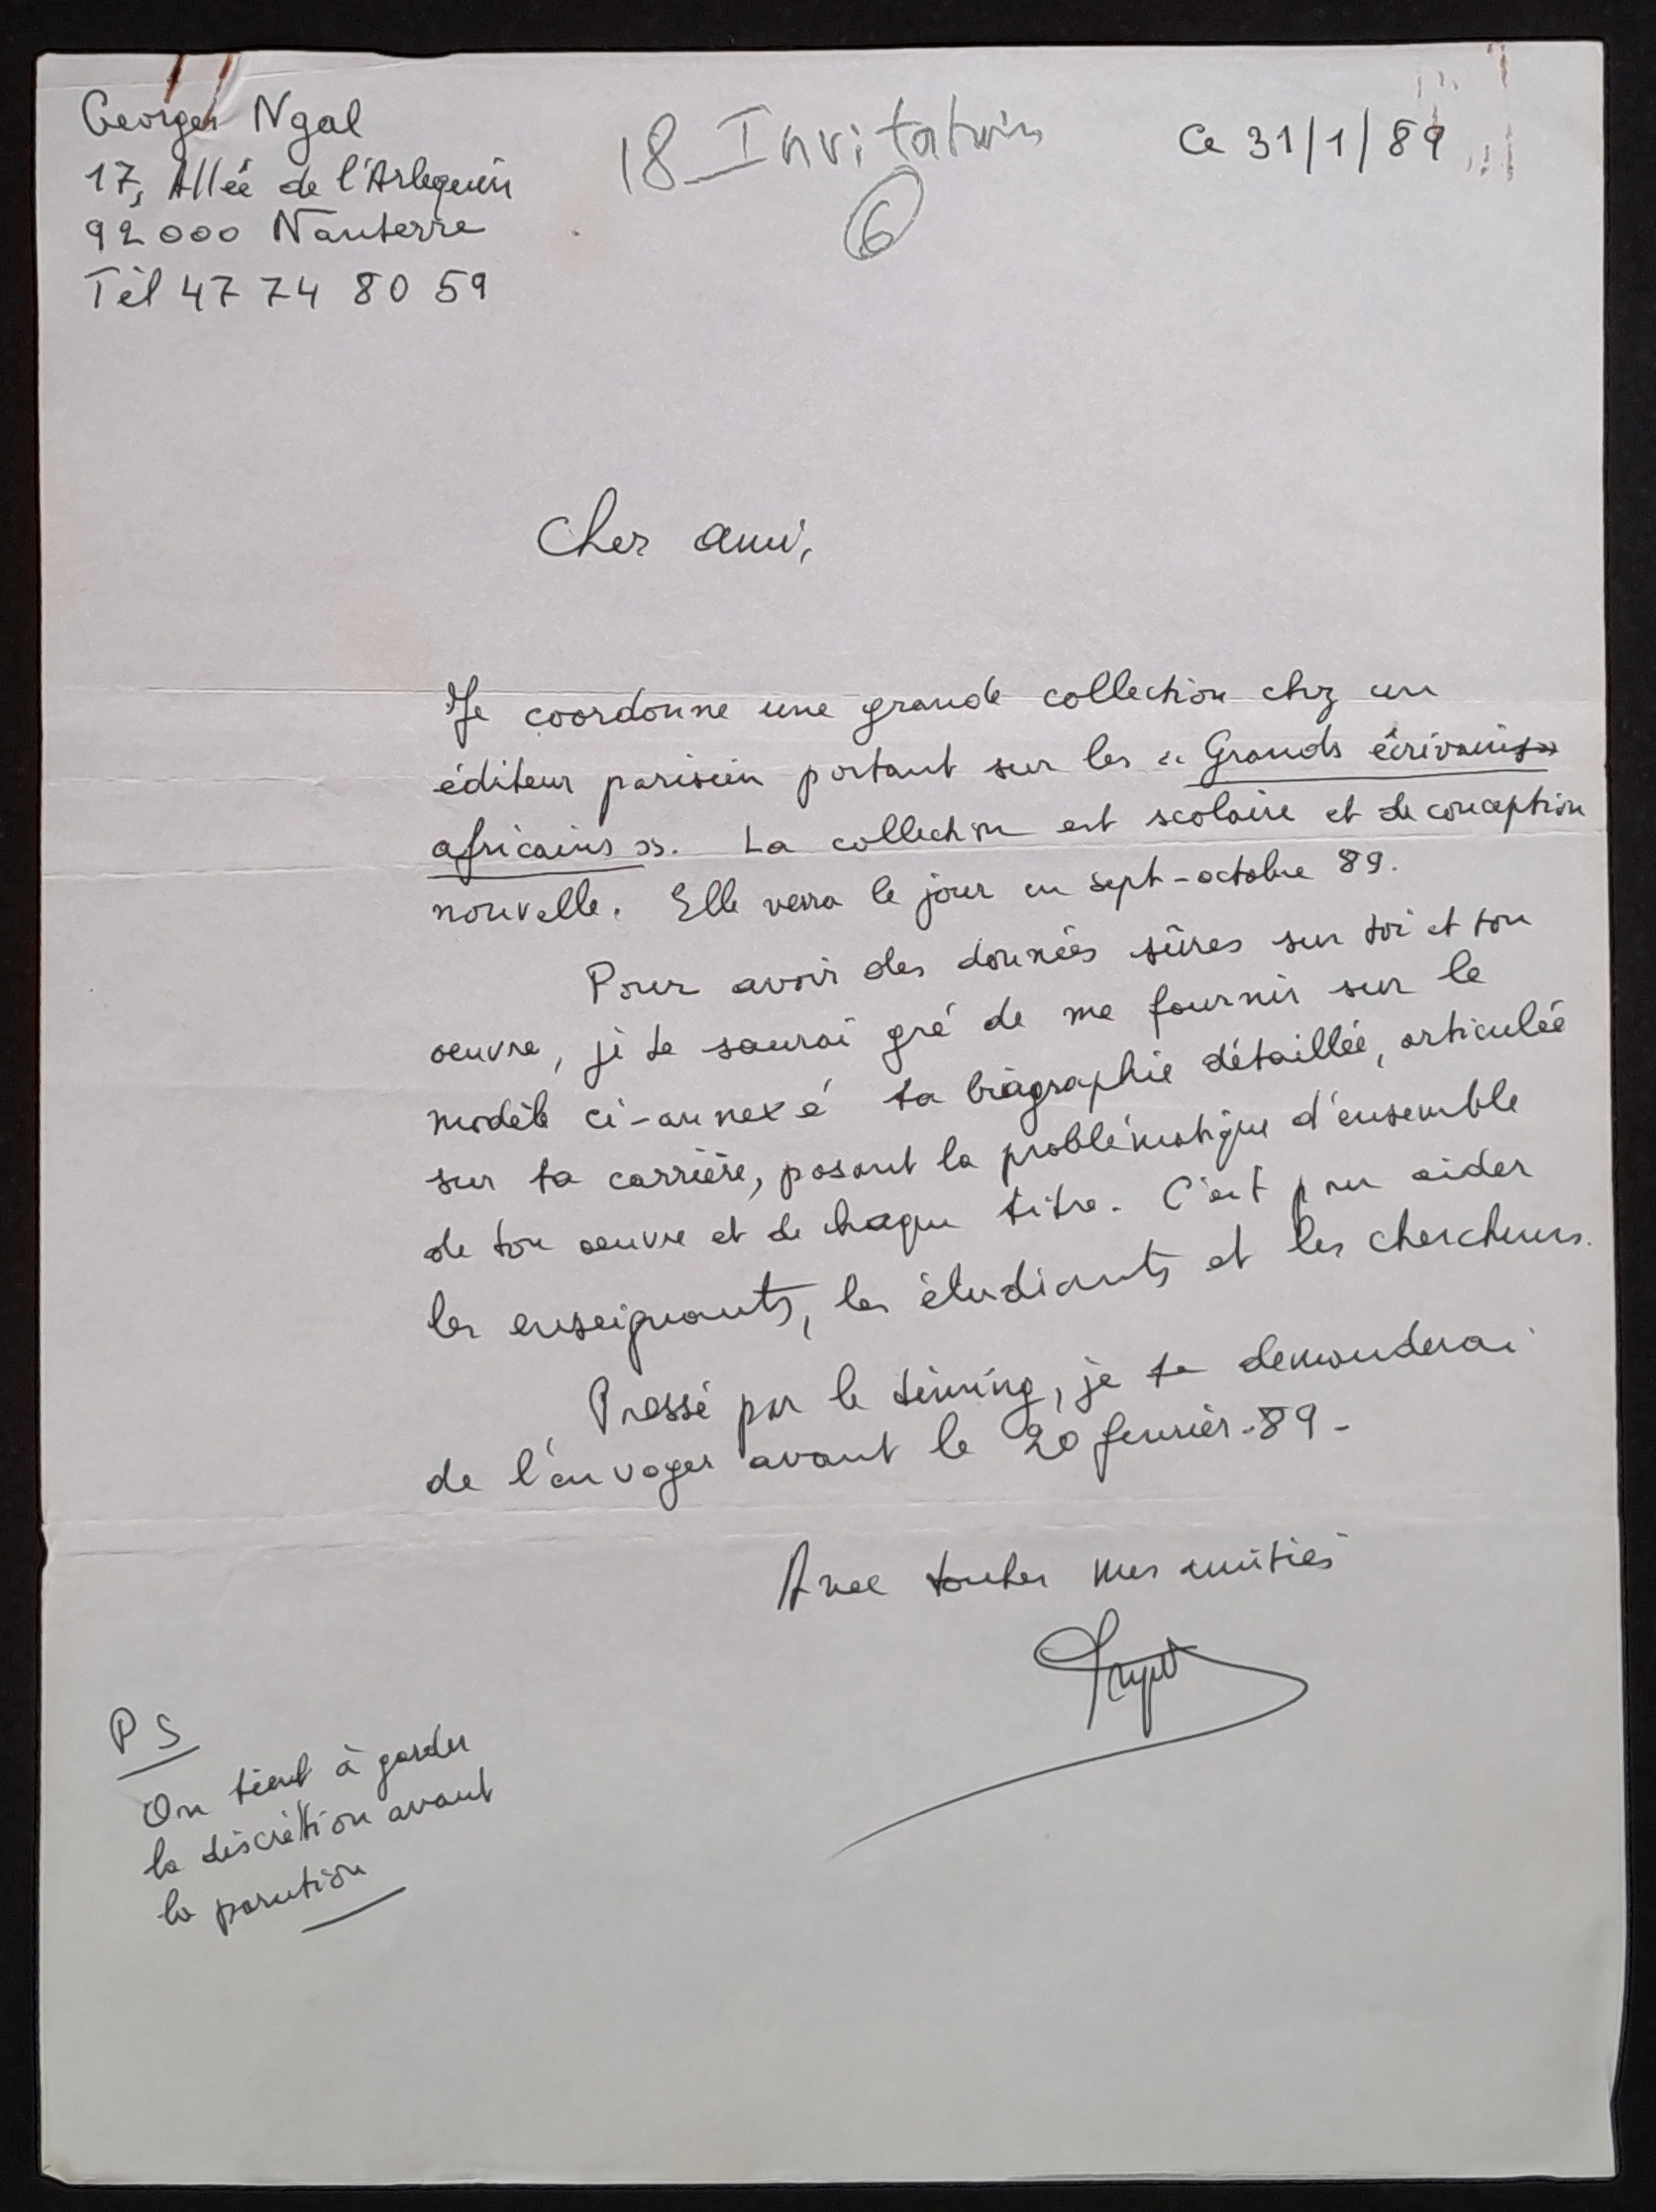 Georges Ngal
17, Allée de l'Arlequin
92000 Nanterre
Tél 47 74 80 59
18_Invitations
6
Ce 31/1/89
Cher ami,
Je coordonne une grande collection chez un
éditeur parisien portant sur les « Grands écrivains
africains ». La collection est scolaire et de conception
nouvelle. Elle verra le jour en sept-octobre 89.
Pour avoir des données sûres sur toi et ton
oeuvre, je te saurai gré de me fournir sur le
modèle ci-annexé ta biographie détaillée, articulée
sur ta carrière, posant la problématique d'ensemble
de ton oeuvre et de chaque titre. C'est pour aider
les enseignants, les étudiants et les chercheurs.
Pressé par le timing, je te demanderai
de l'envoyer avant le 20 février-89-
Avec toutes mes amitiés
PS
On tient à garder
la discrétion avant
la parution